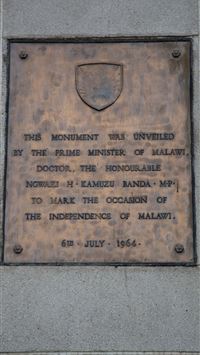 THIS MONUMENT WAS UNVEILED
BY THE PRIME MINISTER OF MALAWI,
DOCTOR, THE HONOURABLE
NGWAZI H·KAMUZU BANDA·M·P·
TO MARK THE OCCASION OF
THE INDEPENDENCE OF MALAWI.
6TH· JULY·1964·